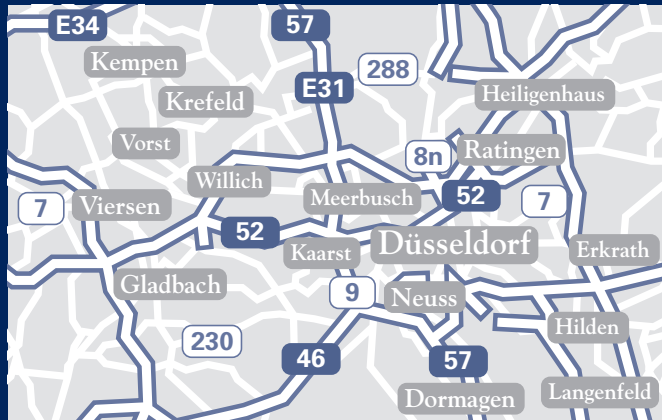 E34
57
Kempen
288
E31
Krefeld
Heiligenhaus
Vorst
8n
Ratingen
Willich
7
Viersen
Meerbusch
52
7
52
Kaarst
Düsseldorf
Erkrath
Gladbach
9
Neuss
230
46
57
Hilden
Dormagen
Langenfeld